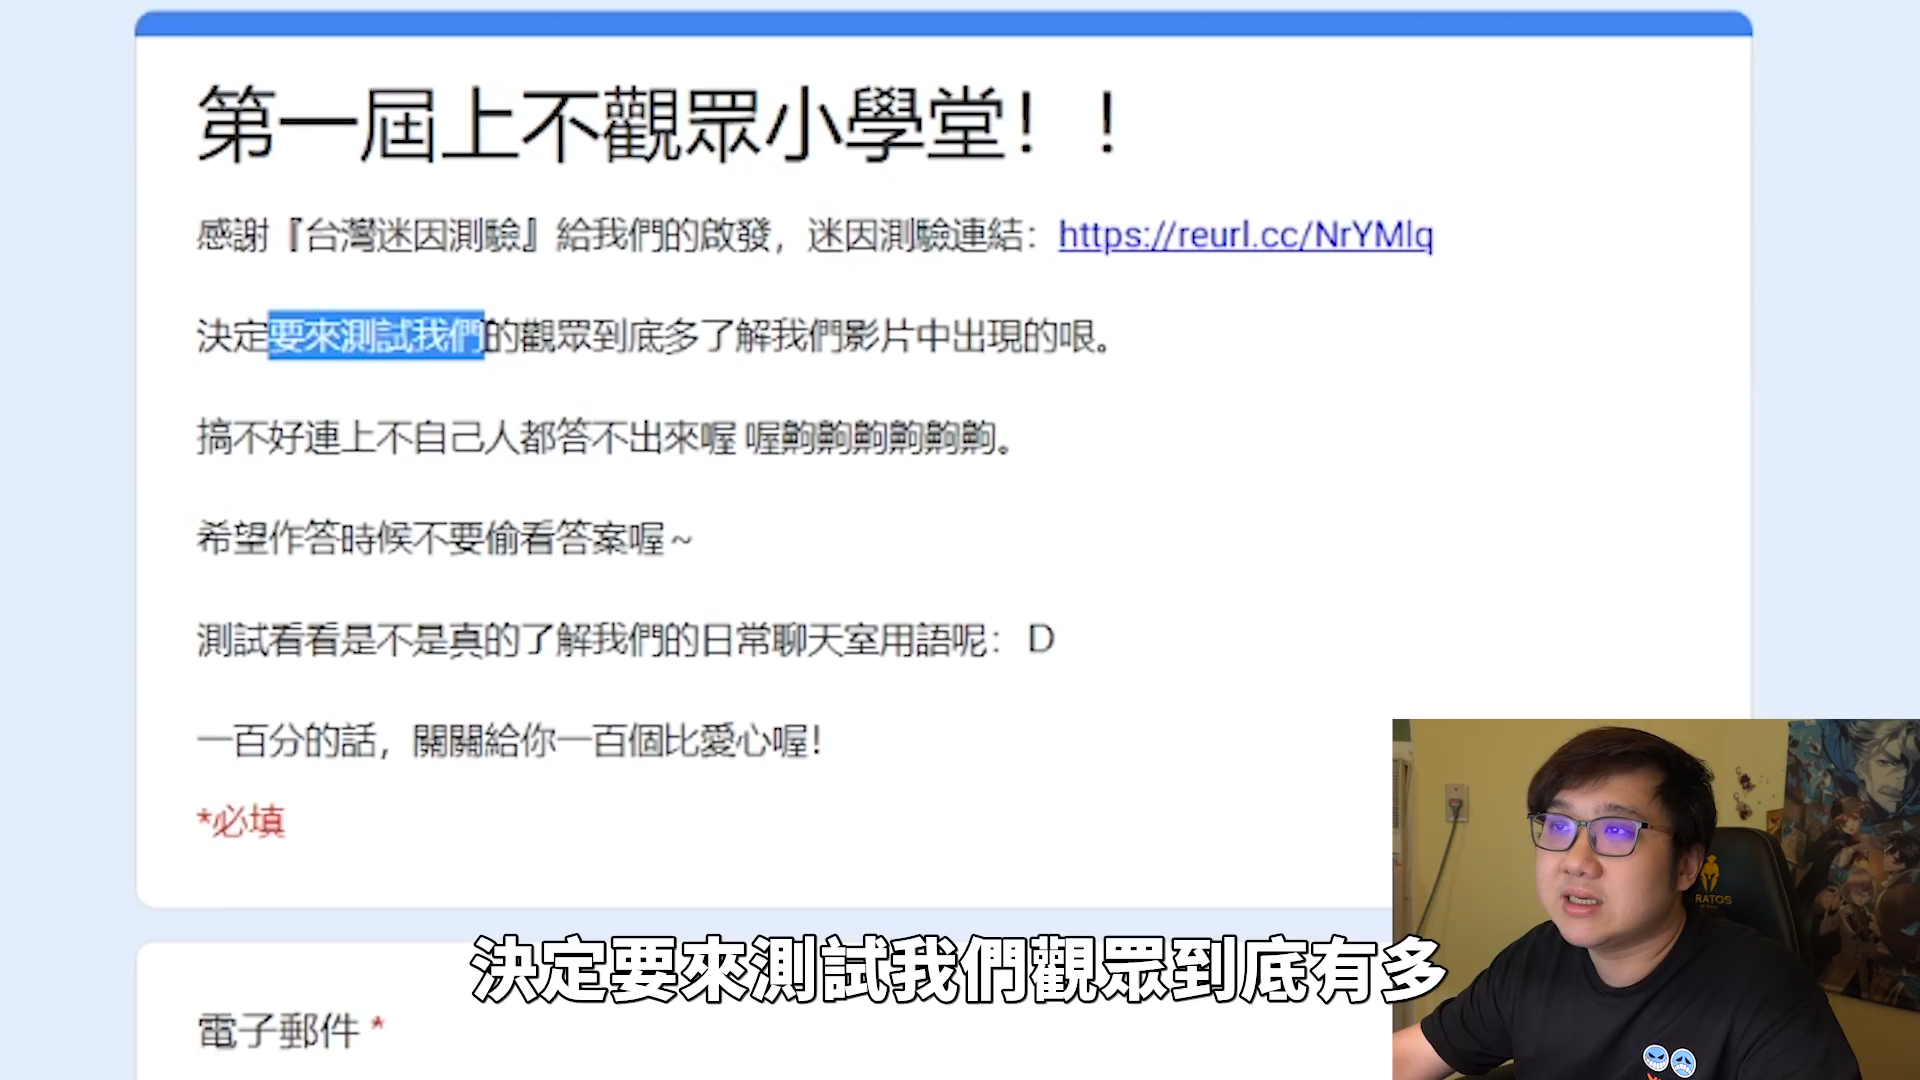 第一屆上不觀眾小學堂！！
感謝『台灣迷因測驗』給我們的啟發，迷因測驗連結：https://reurl.cc/NrYMlq
決定要來測試我們的觀眾到底多了解我們影片中出現的哏。
搞不好連上不自己人都答不出來喔 喔齁齁齁齁齁齁。
希望作答時候不要偷看答案喔～
測試看看是不是真的了解我們的日常聊天室用語呢：D
一百分的話，關關給你一百個比愛心喔！
*必填
RATOS
決定要來測試我們觀眾到底有多
電子郵件 *